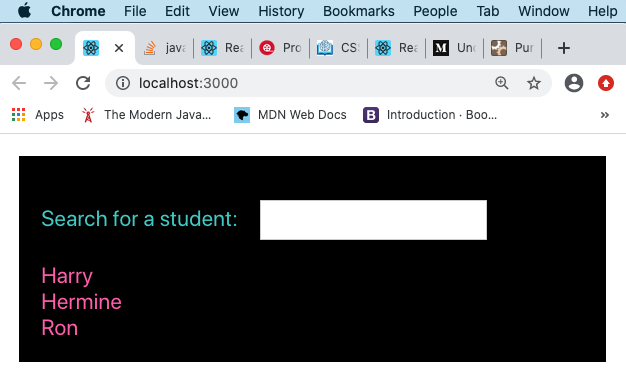 Chrome File Edit View History Bookmarks People Tab Window Help
java Rea Pro CSS Rea M Un Pur
localhost:3000
Apps The Modern Java... MDN Web Docs B Introduction · Boo... »
Search for a student:
Harry
Hermine
Ron